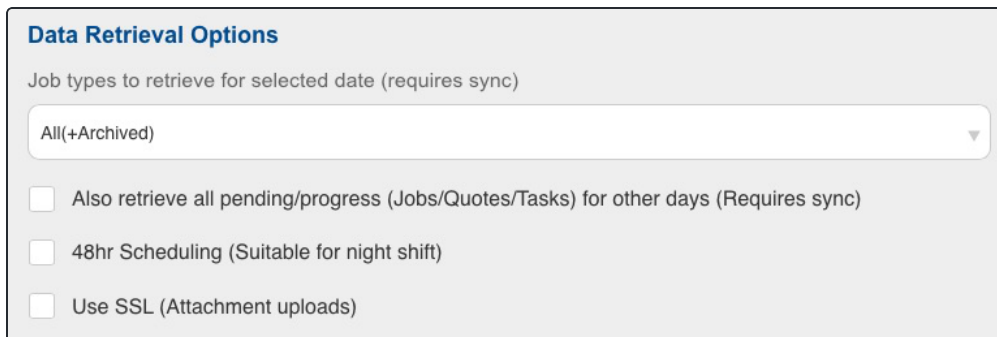 Data Retrieval Options
Job types to retrieve for selected date (requires sync)
All(+Archived)
Also retrieve all pending/progress (Jobs/Quotes/Tasks) for other days (Requires sync)
48hr Scheduling (Suitable for night shift)
Use SSL (Attachment uploads)